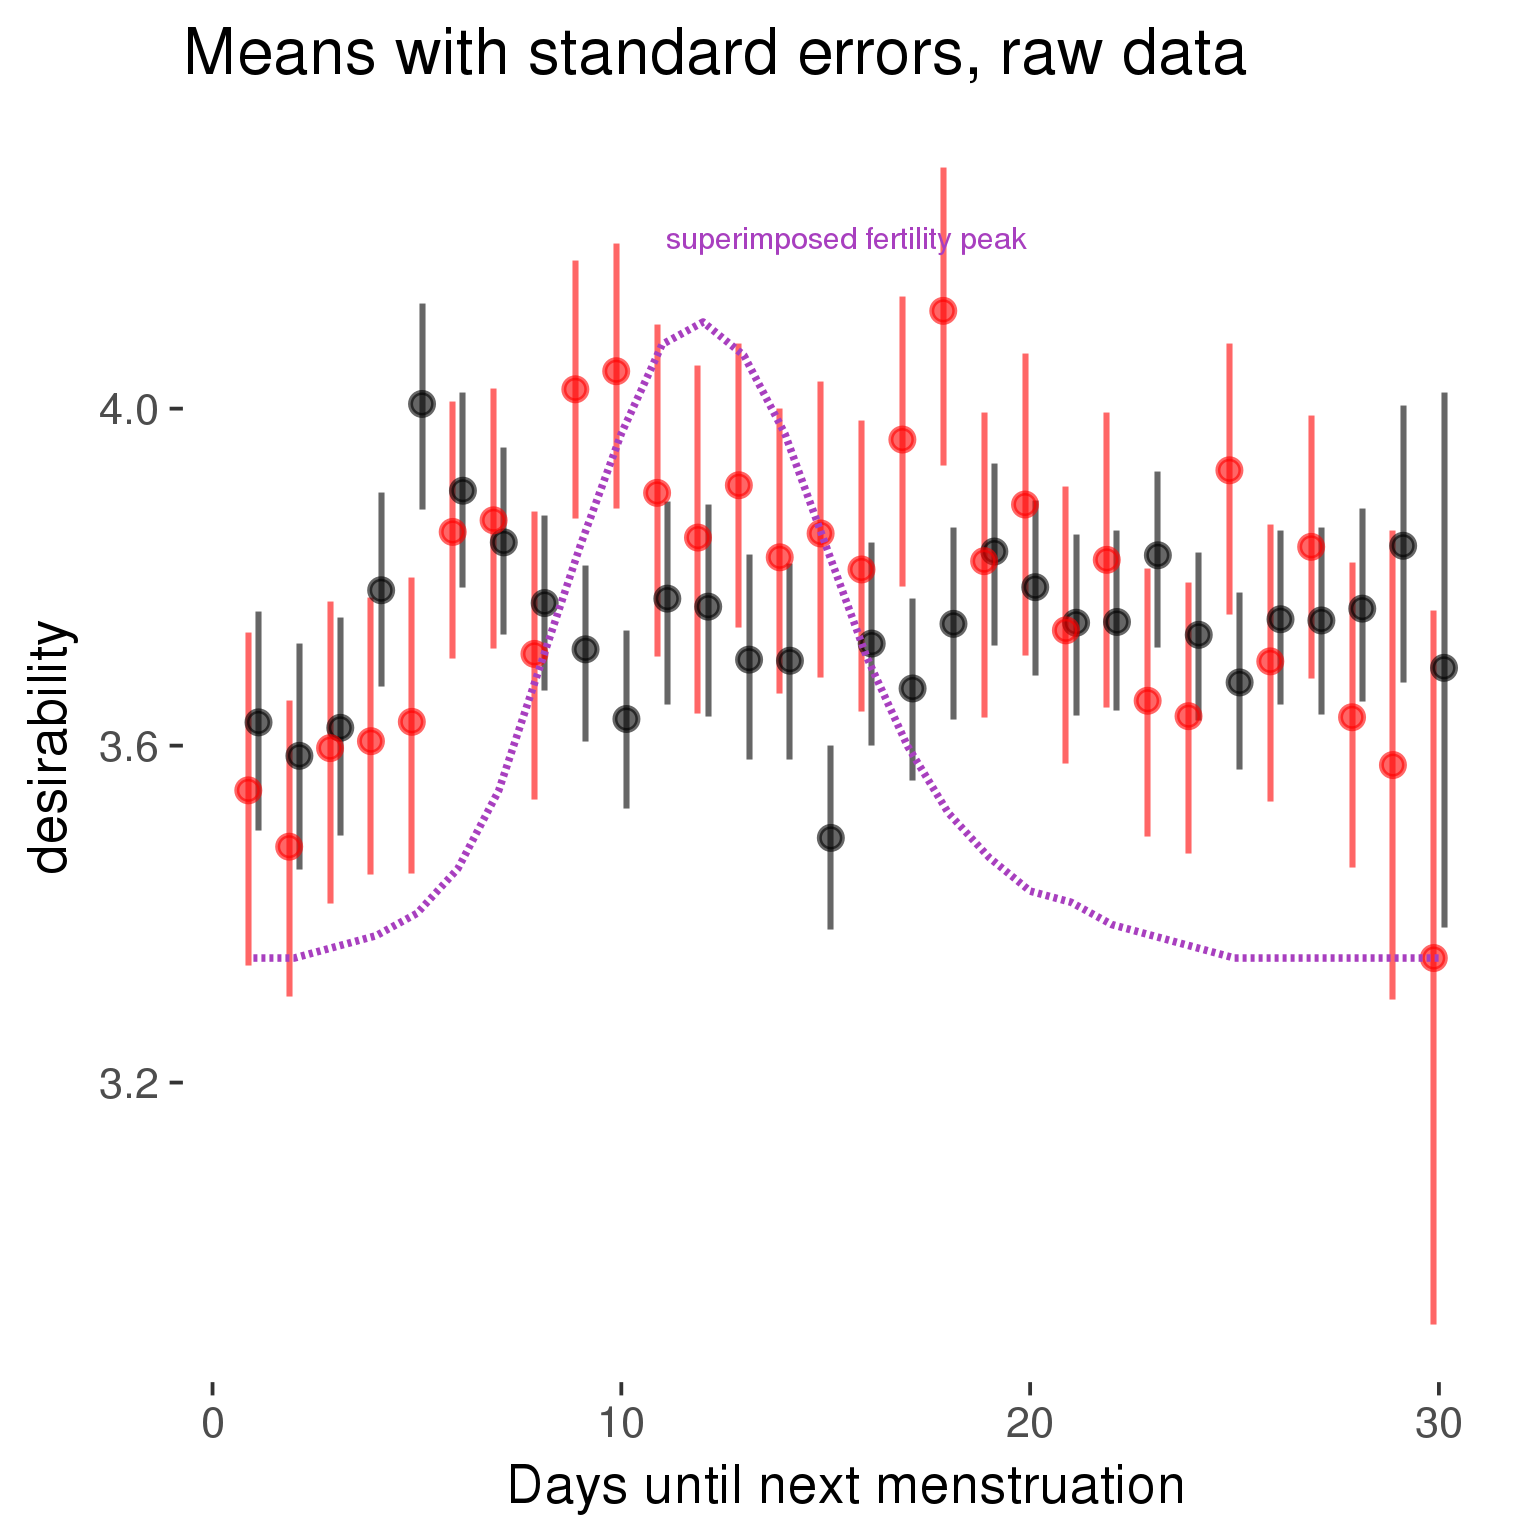 Means with standard errors, raw data
superimposed fertility peak
4.0
3.6
3.2
desirability
0 10 20 30
Days until next menstruation